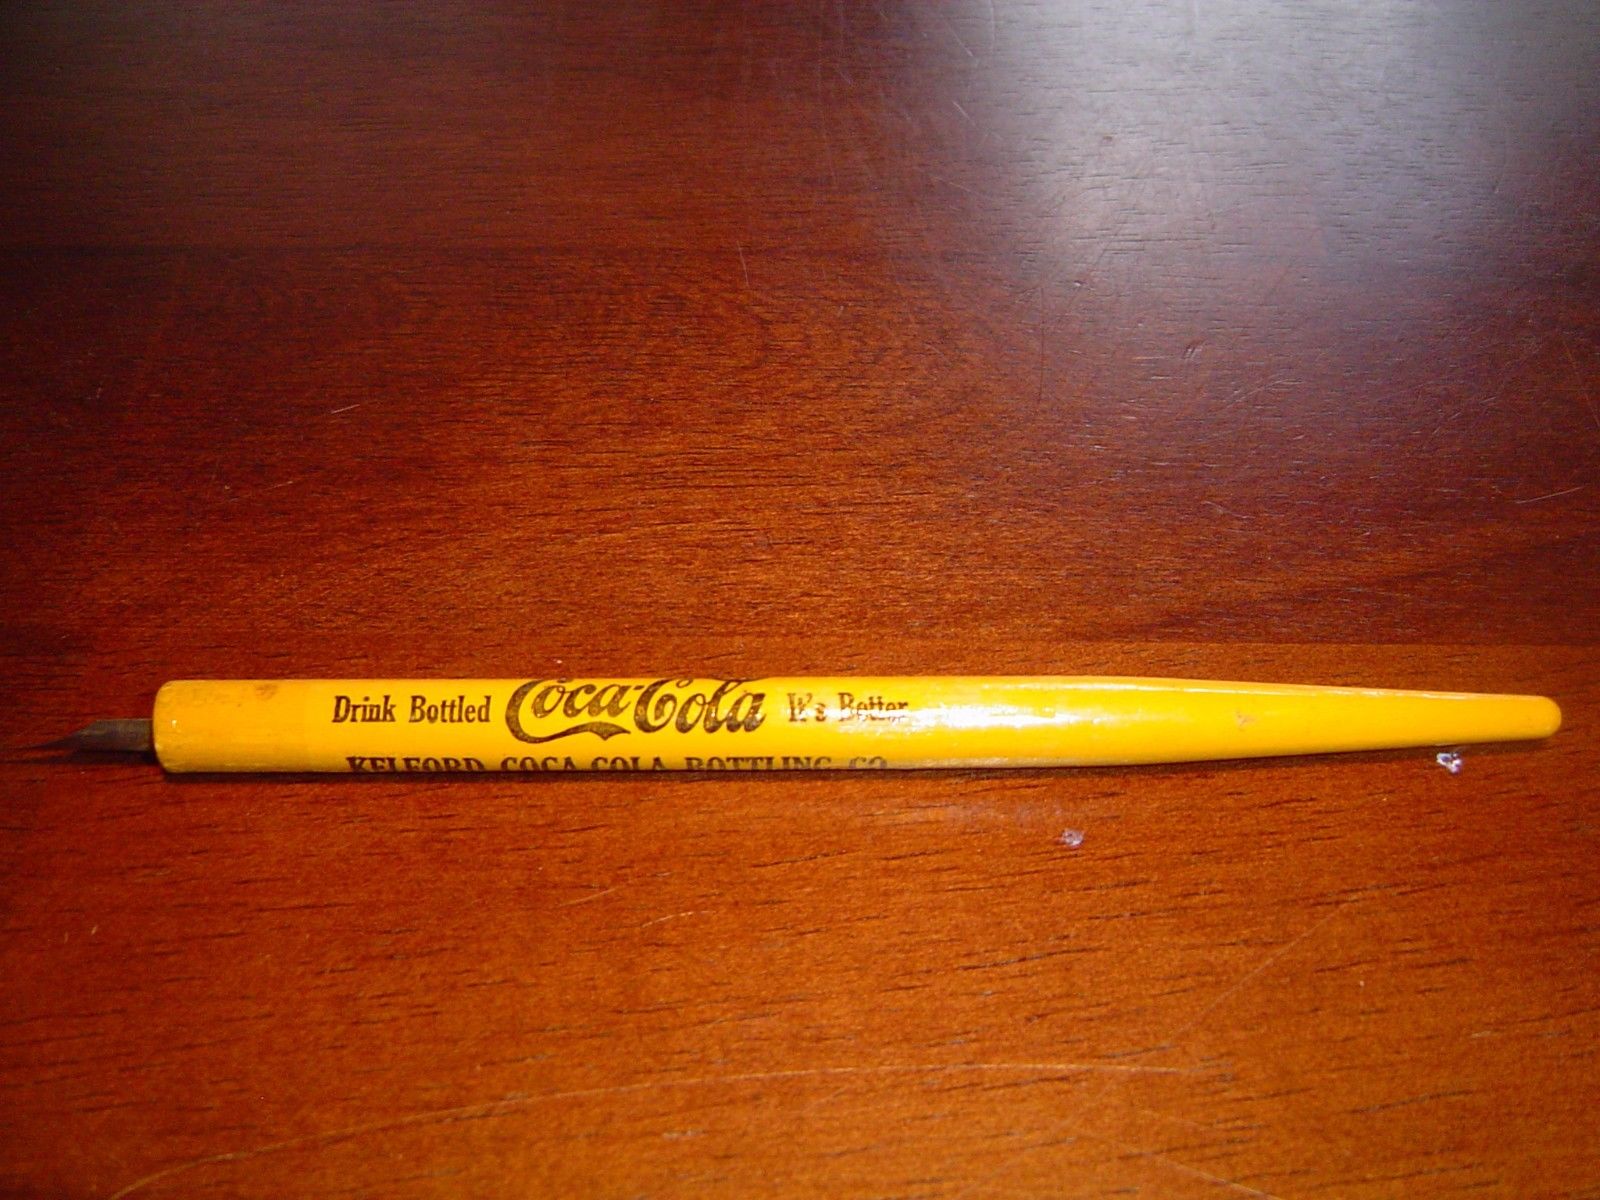 Drink Bottled Coca-Cola It's Better
KELFORD COCA COLA BOTTLING CO.